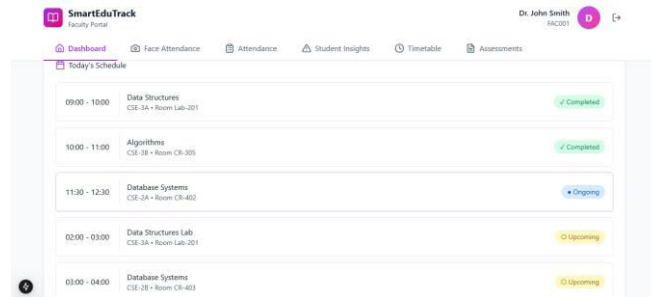 SmartEduTrack
Faculty Portal
Dr. John Smith
FAC001
D
Dashboard
Face Attendance
Attendance
Student Insights
Timetable
Assessments
Today's Schedule
09:00 - 10:00
Data Structures
CSE-3A • Room Lab-201
✓ Completed
10:00 - 11:00
Algorithms
CSE-3B • Room CR-305
✓ Completed
11:30 - 12:30
Database Systems
CSE-2A • Room CR-402
● Ongoing
02:00 - 03:00
Data Structures Lab
CSE-3A • Room Lab-201
○ Upcoming
03:00 - 04:00
Database Systems
CSE-2B • Room CR-403
○ Upcoming